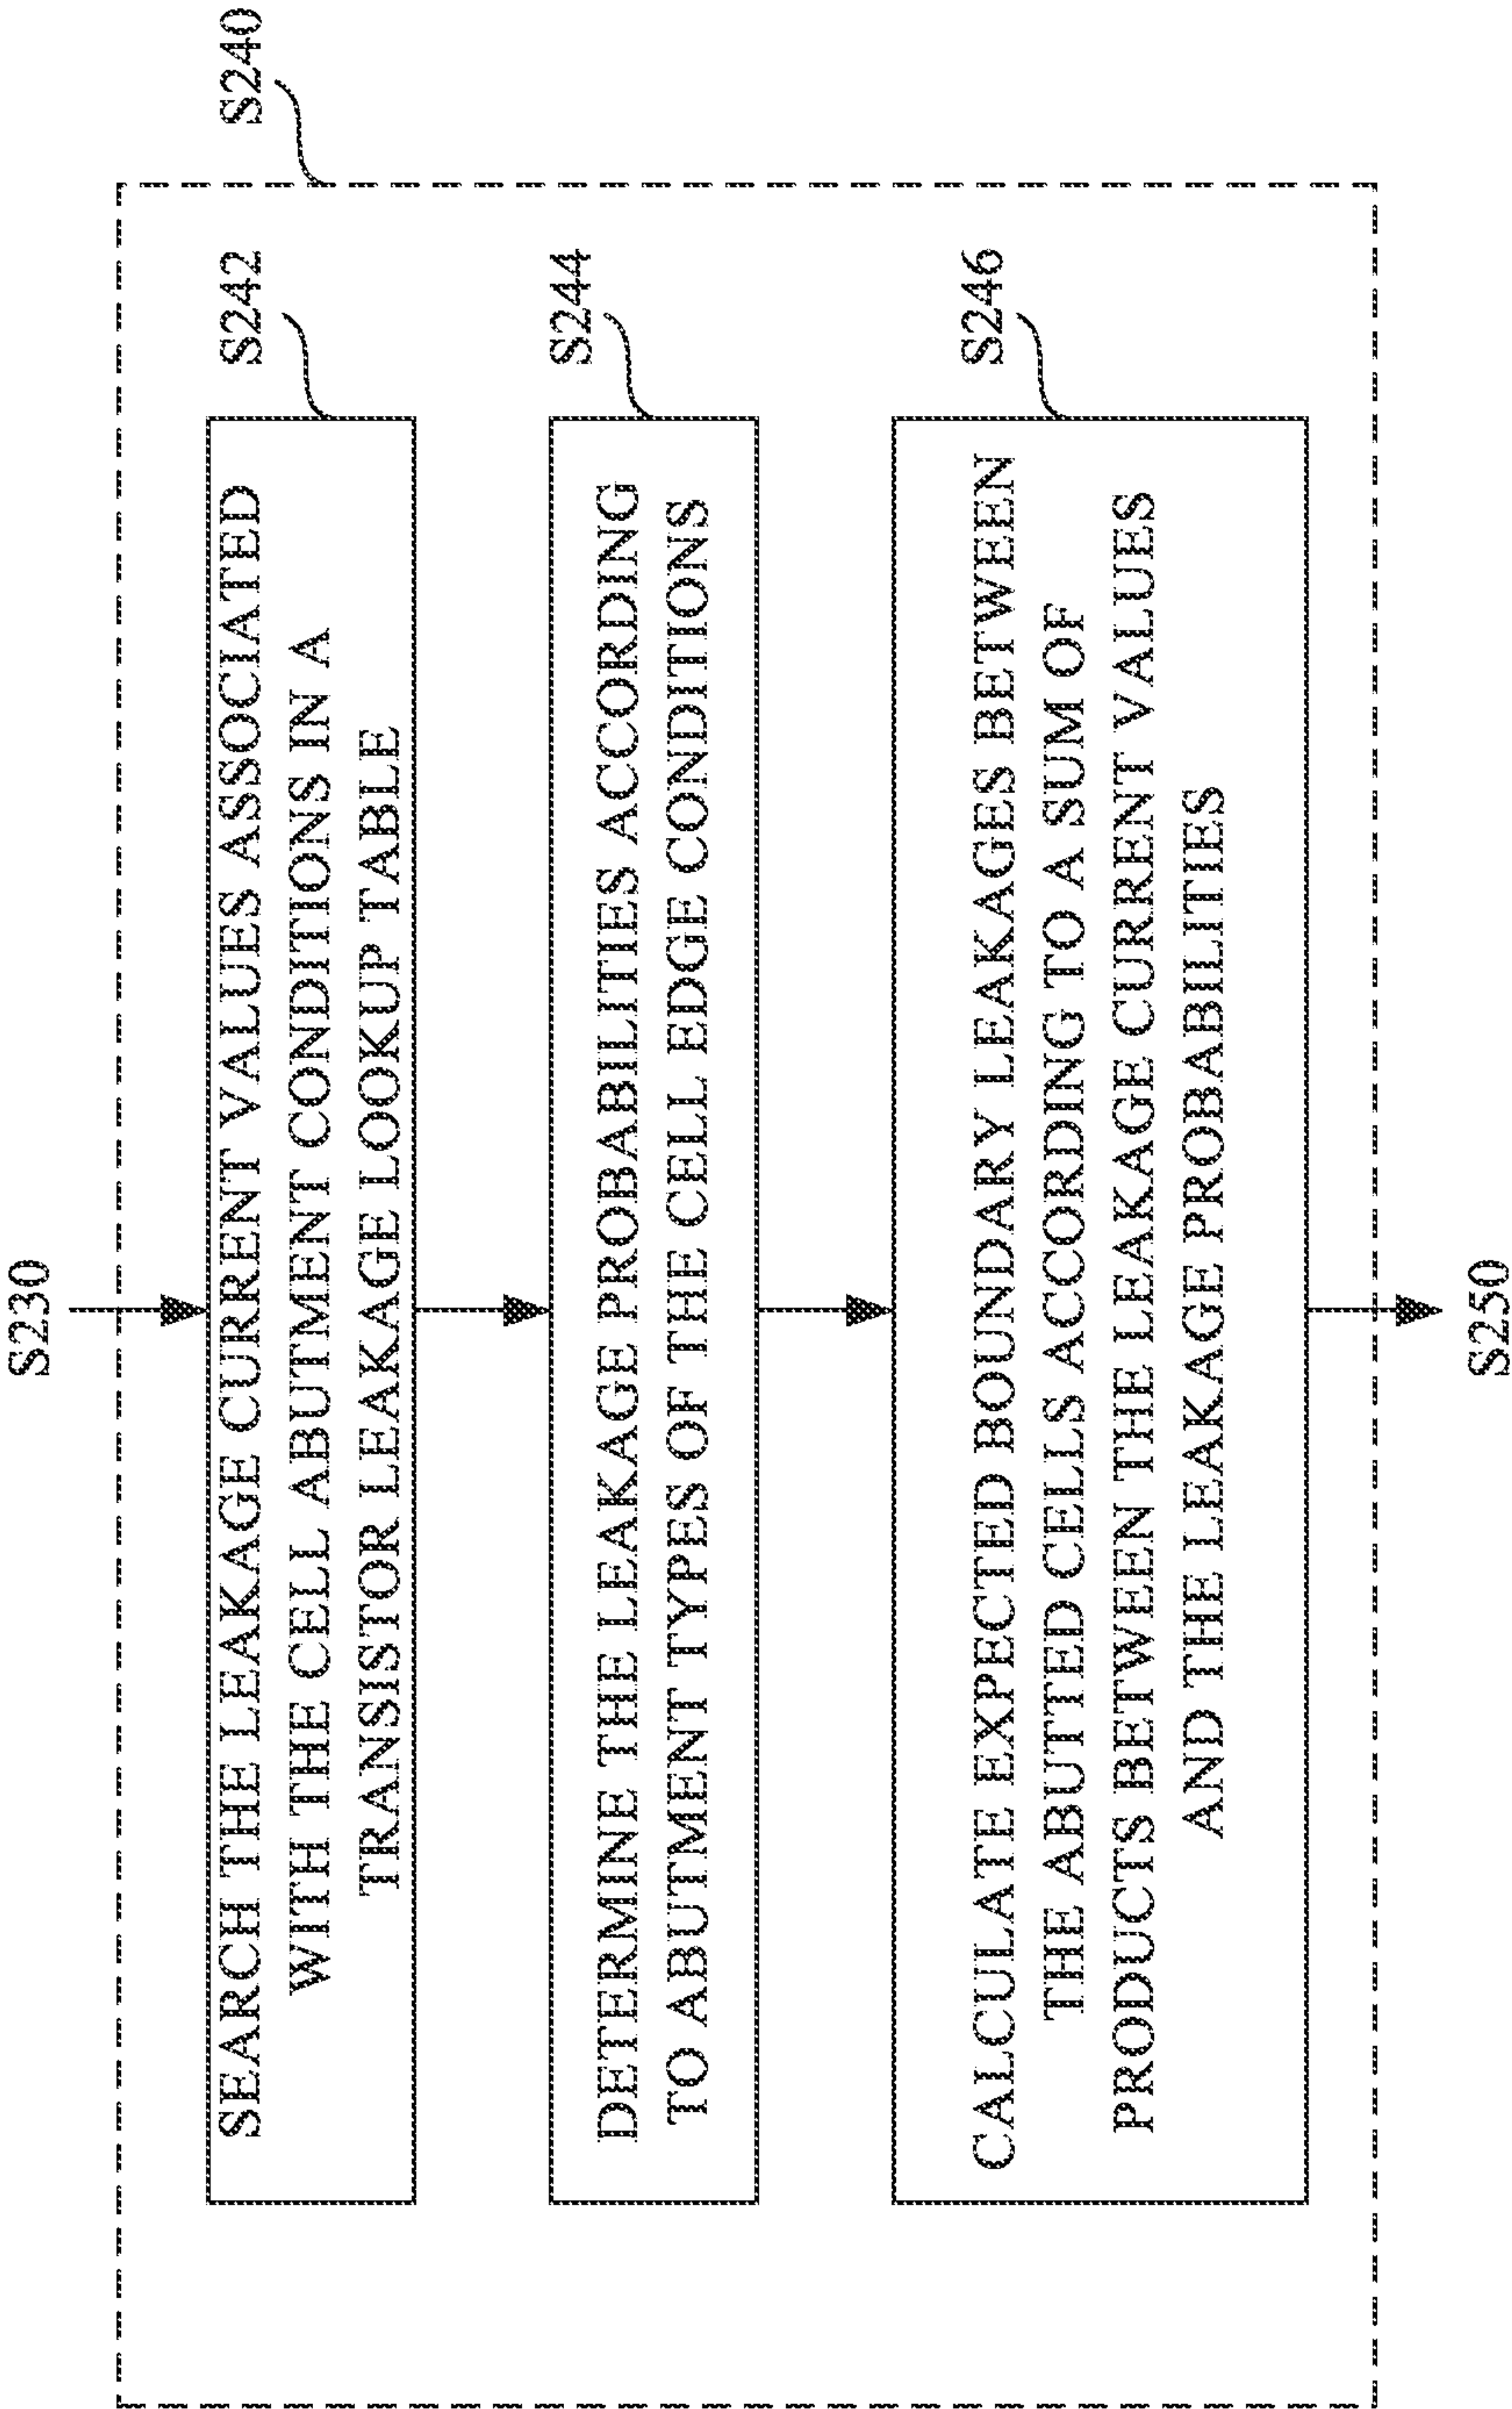 S230
S240
S242
SEARCH THE LEAKAGE CURRENT VALUES ASSOCIATED
WITH THE CELL ABUTMENT CONDITIONS IN A
TRANSISTOR LEAKAGE LOOKUP TABLE
S244
DETERMINE THE LEAKAGE PROBABILITIES ACCORDING
TO ABUTMENT TYPES OF THE CELL EDGE CONDITIONS
S246
CALCULATE EXPECTED BOUNDARY LEAKAGES BETWEEN
THE ABUTTED CELLS ACCORDING TO A SUM OF
PRODUCTS BETWEEN THE LEAKAGE CURRENT VALUES
AND THE LEAKAGE PROBABILITIES
S250